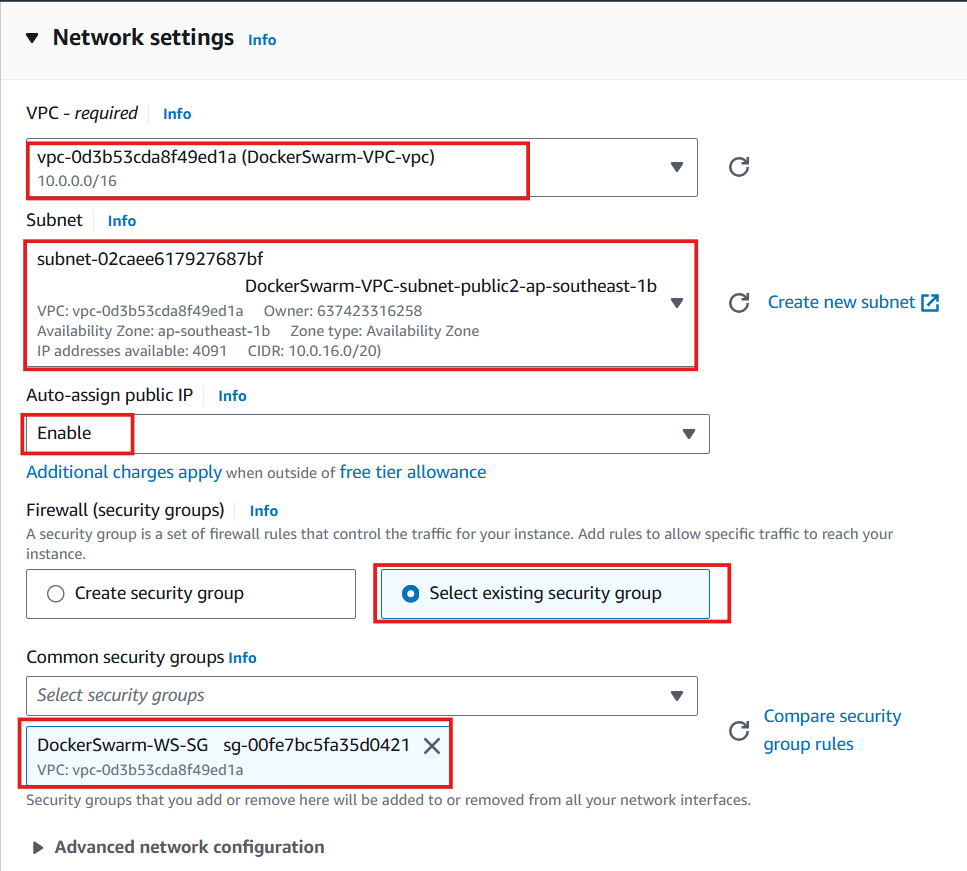 Network settings Info
VPC - required Info
vpc-0d3b53cda8f49ed1a (DockerSwarm-VPC-vpc)
10.0.0.0/16
Subnet Info
subnet-02caee617927687bf
DockerSwarm-VPC-subnet-public2-ap-southeast-1b
VPC: vpc-0d3b53cda8f49ed1a Owner: 637423316258
Availability Zone: ap-southeast-1b Zone type: Availability Zone
IP addresses available: 4091 CIDR: 10.0.16.0/20)
Create new subnet
Auto-assign public IP Info
Enable
Additional charges apply when outside of free tier allowance
Firewall (security groups) Info
A security group is a set of firewall rules that control the traffic for your instance. Add rules to allow specific traffic to reach your
instance.
Create security group
Select existing security group
Common security groups Info
Select security groups
DockerSwarm-WS-SG sg-00fe7bc5fa35d0421
VPC: vpc-0d3b53cda8f49ed1a
Compare security
group rules
Security groups that you add or remove here will be added to or removed from all your network interfaces.
Advanced network configuration